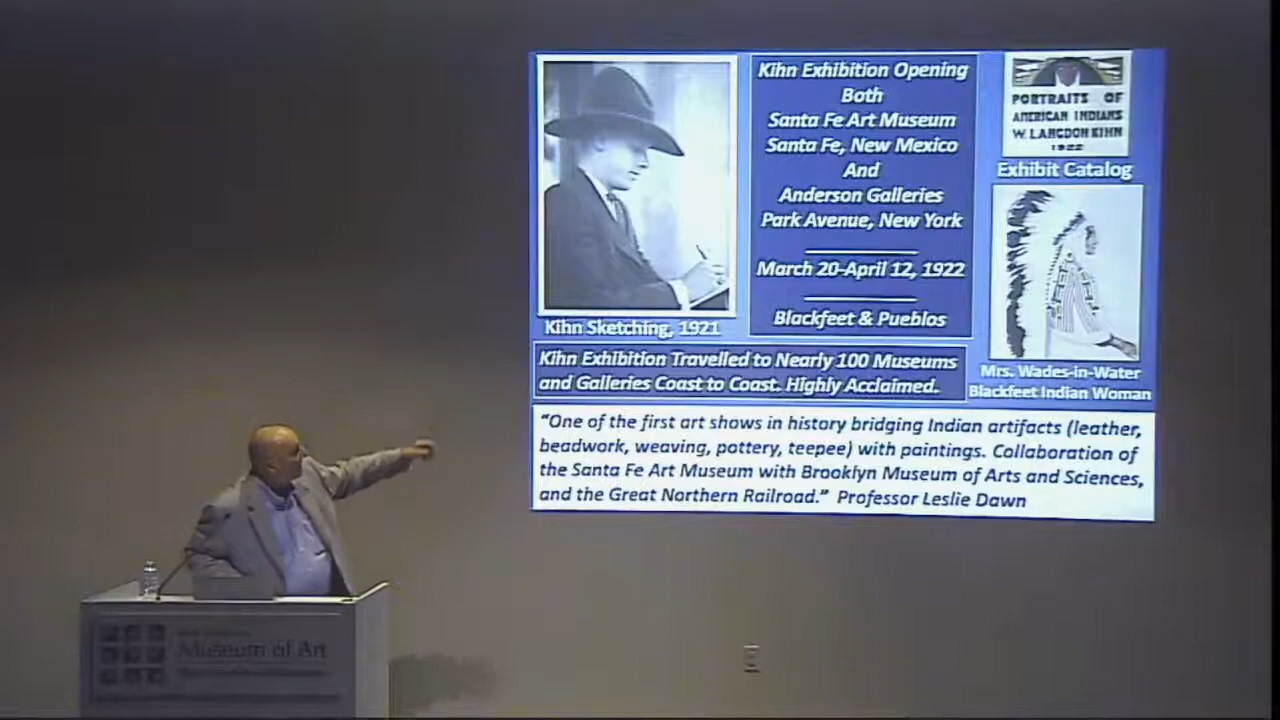 Kihn Exhibition Opening
Both
Santa Fe Art Museum
Santa Fe, New Mexico
And
Anderson Galleries
Park Avenue, New York
March 20-April 12, 1922
Blackfeet & Pueblos
Kihn Sketching, 1921
PORTRAITS OF
AMERICAN INDIANS
W. LANGDON KIHN
1922
Exhibit Catalog
Mrs. Wades-in-Water
Blackfeet Indian Woman
Kihn Exhibition Travelled to Nearly 100 Museums
and Galleries Coast to Coast. Highly Acclaimed.
“One of the first art shows in history bridging Indian artifacts (leather,
beadwork, weaving, pottery, teepee) with paintings. Collaboration of
the Santa Fe Art Museum with Brooklyn Museum of Arts and Sciences,
and the Great Northern Railroad.” Professor Leslie Dawn
Museum of Art